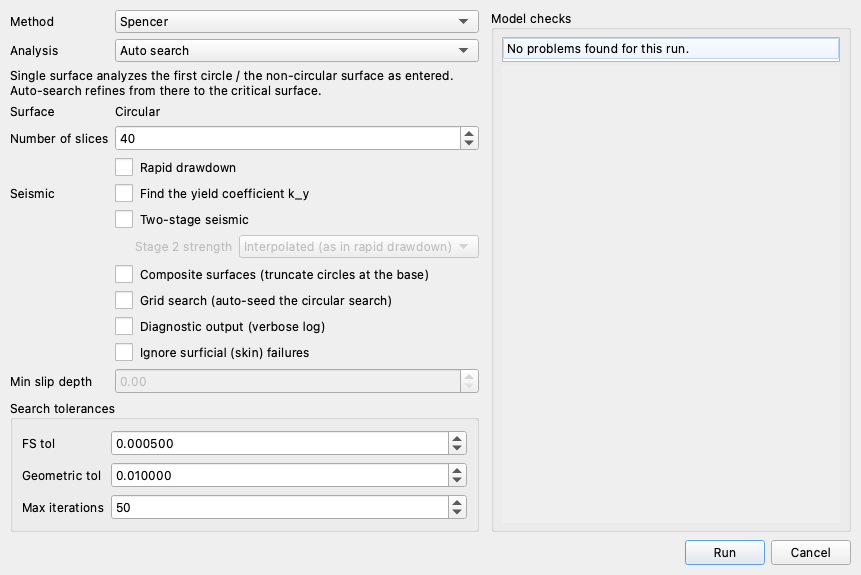 Method
Spencer
Analysis
Auto search
Single surface analyzes the first circle / the non-circular surface as entered.
Auto-search refines from there to the critical surface.
Surface
Circular
Number of slices
40
Rapid drawdown
Seismic
Find the yield coefficient k_y
Two-stage seismic
Stage 2 strength
Interpolated (as in rapid drawdown)
Composite surfaces (truncate circles at the base)
Grid search (auto-seed the circular search)
Diagnostic output (verbose log)
Ignore surficial (skin) failures
Min slip depth
0.00
Search tolerances
FS tol
0.000500
Geometric tol
0.010000
Max iterations
50
Model checks
No problems found for this run.
Run
Cancel